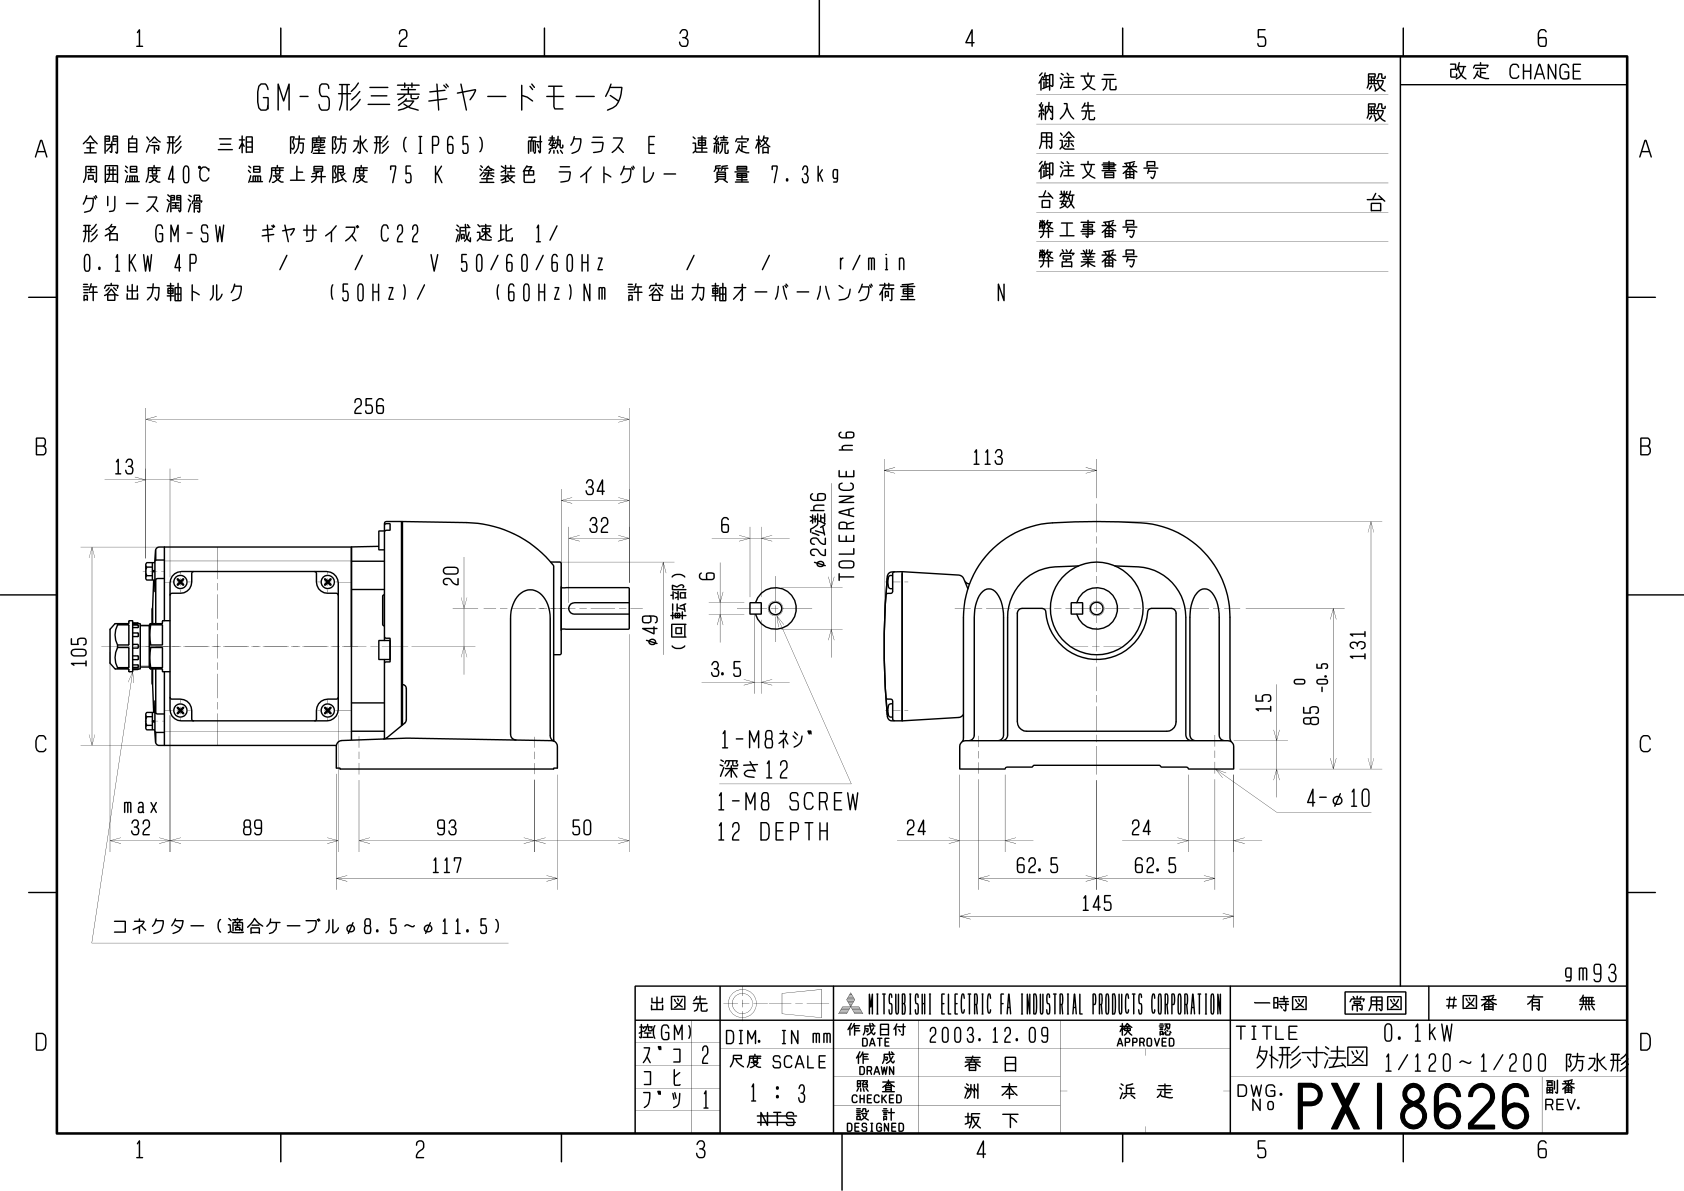 1 2 3 4 5 6
改定 CHANGE
A A
B B
C C
D D
GM-S形三菱ギヤードモータ
全閉自冷形 三相 防塵防水形(IP65) 耐熱クラス E 連続定格
周囲温度40℃ 温度上昇限度 75 K 塗装色 ライトグレー 質量 7.3kg
グリース潤滑
形名 GM-SW ギヤサイズ C22 減速比 1/
0.1KW 4P / / V 50/60/60Hz / / r/min
許容出力軸トルク (50Hz)/ (60Hz)Nm 許容出力軸オーバーハング荷重 N
御注文元 殿
納入先 殿
用途
御注文書番号
台数 台
弊工事番号
弊営業番号
256
13
34
32
20
105
φ49
(回転部)
max
32
89
93
50
117
コネクター(適合ケーブルφ8.5～φ11.5)
6
6
3.5
φ22公差h6
TOLERANCE h6
1-M8ネジ
深さ12
1-M8 SCREW
12 DEPTH
113
131
85 0 -0.5
15
4-φ10
24
24
62.5
62.5
145
gm93
出図先
控(GM)
ズコ 2
コヒ
ブツ 1
DIM. IN mm
尺度 SCALE
1 : 3
NTS
MITSUBISHI ELECTRIC FA INDUSTRIAL PRODUCTS CORPORATION
作成日付 DATE 2003.12.09
作 成 DRAWN 春 日
照 査 CHECKED 洲 本
設 計 DESIGNED 坂 下
検 認 APPROVED
浜 走
一時図 常用図 #図番 有 無
TITLE 0.1kW
外形寸法図 1/120～1/200 防水形
DWG. No PX18626 副番 REV.
1 2 3 4 5 6